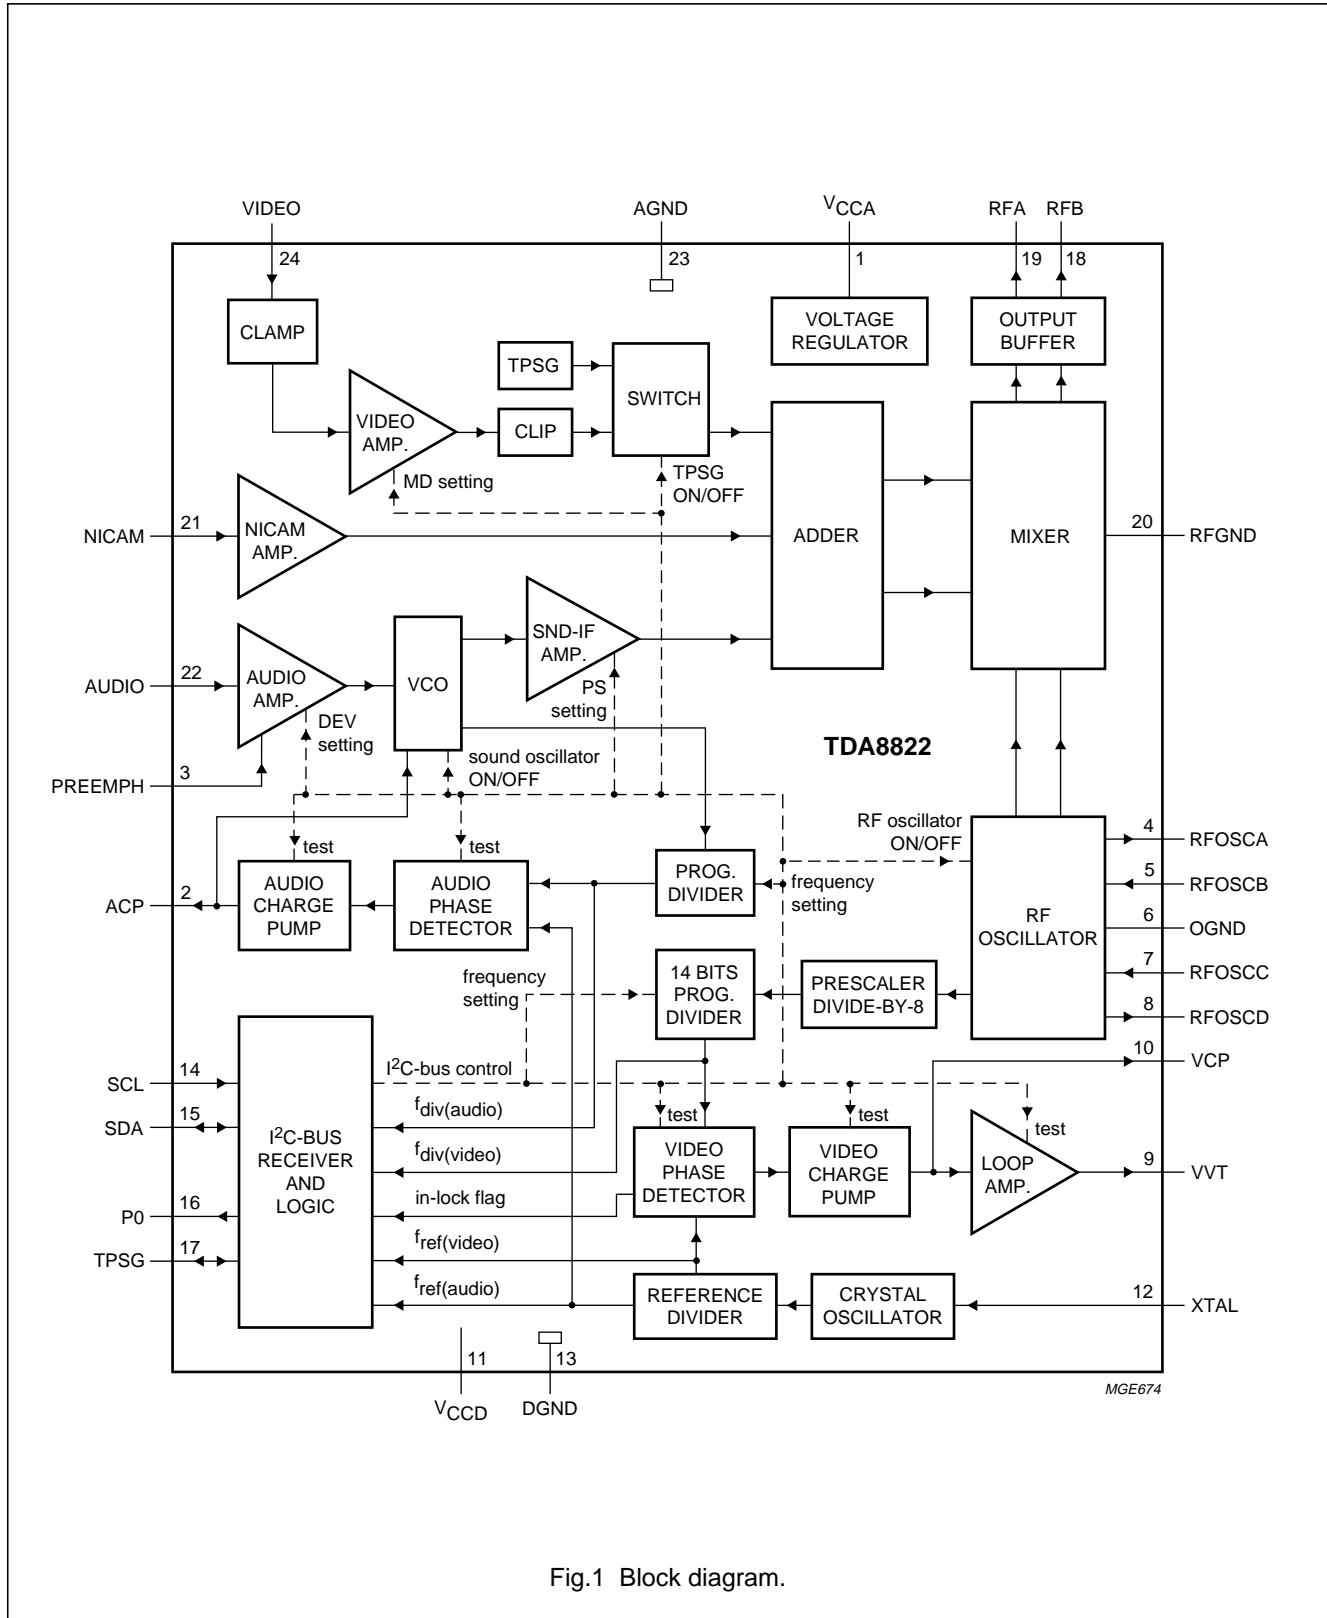 VIDEO
AGND
VCCA
RFA RFB
24
23
1
19 18
CLAMP
VOLTAGE
REGULATOR
OUTPUT
BUFFER
TPSG
SWITCH
VIDEO
AMP.
CLIP
MD setting
TPSG
ON/OFF
NICAM
21
NICAM
AMP.
ADDER
MIXER
20
RFGND
SND-IF
AMP.
AUDIO
22
AUDIO
AMP.
VCO
PS
setting
DEV
setting
TDA8822
PREEMPH
3
sound oscillator
ON/OFF
RF oscillator
ON/OFF
4
RFOSCA
test
test
AUDIO
CHARGE
PUMP
AUDIO
PHASE
DETECTOR
PROG.
DIVIDER
frequency
setting
5
RFOSCB
ACP
2
RF
OSCILLATOR
6
OGND
frequency
setting
14 BITS
PROG.
DIVIDER
PRESCALER
DIVIDE-BY-8
7
RFOSCC
8
RFOSCD
10
VCP
SCL
14
I2C-bus control
SDA
15
fdiv(audio)
test
test
test
I2C-BUS
RECEIVER
AND
LOGIC
fdiv(video)
VIDEO
PHASE
DETECTOR
VIDEO
CHARGE
PUMP
LOOP
AMP.
9
VVT
P0
16
in-lock flag
TPSG
17
fref(video)
fref(audio)
REFERENCE
DIVIDER
CRYSTAL
OSCILLATOR
12
XTAL
11
13
VCCD
DGND
MGE674
Fig.1 Block diagram.